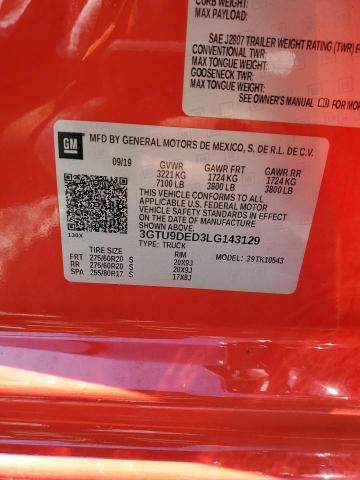 CURB WEIGHT:
MAX PAYLOAD:
SAE J2807 TRAILER WEIGHT RATING (TWR)
CONVENTIONAL TWR:
MAX TONGUE WEIGHT:
GOOSENECK TWR:
MAX TONGUE WEIGHT:
SEE OWNER'S MANUAL FOR MO
GM
MFD BY GENERAL MOTORS DE MEXICO, S. DE R.L. DE C.V.
09/19 GVWR GAWR FRT GAWR RR
3221 KG 1724 KG 1724 KG
7100 LB 3800 LB 3800 LB
THIS VEHICLE CONFORMS TO ALL
APPLICABLE U.S. FEDERAL MOTOR
VEHICLE SAFETY STANDARDS IN EFFECT
ON THE DATE OF MANUFACTURE
SHOWN ABOVE.
130X
3GTU9DED3LG143129
TYPE: TRUCK MODEL: 39TK10543
TIRE SIZE SPEED RIM
FRT 275/60R20 S 20X9J
RR 275/60R20 S 20X9J
SPA 255/80R17 S 17X8J